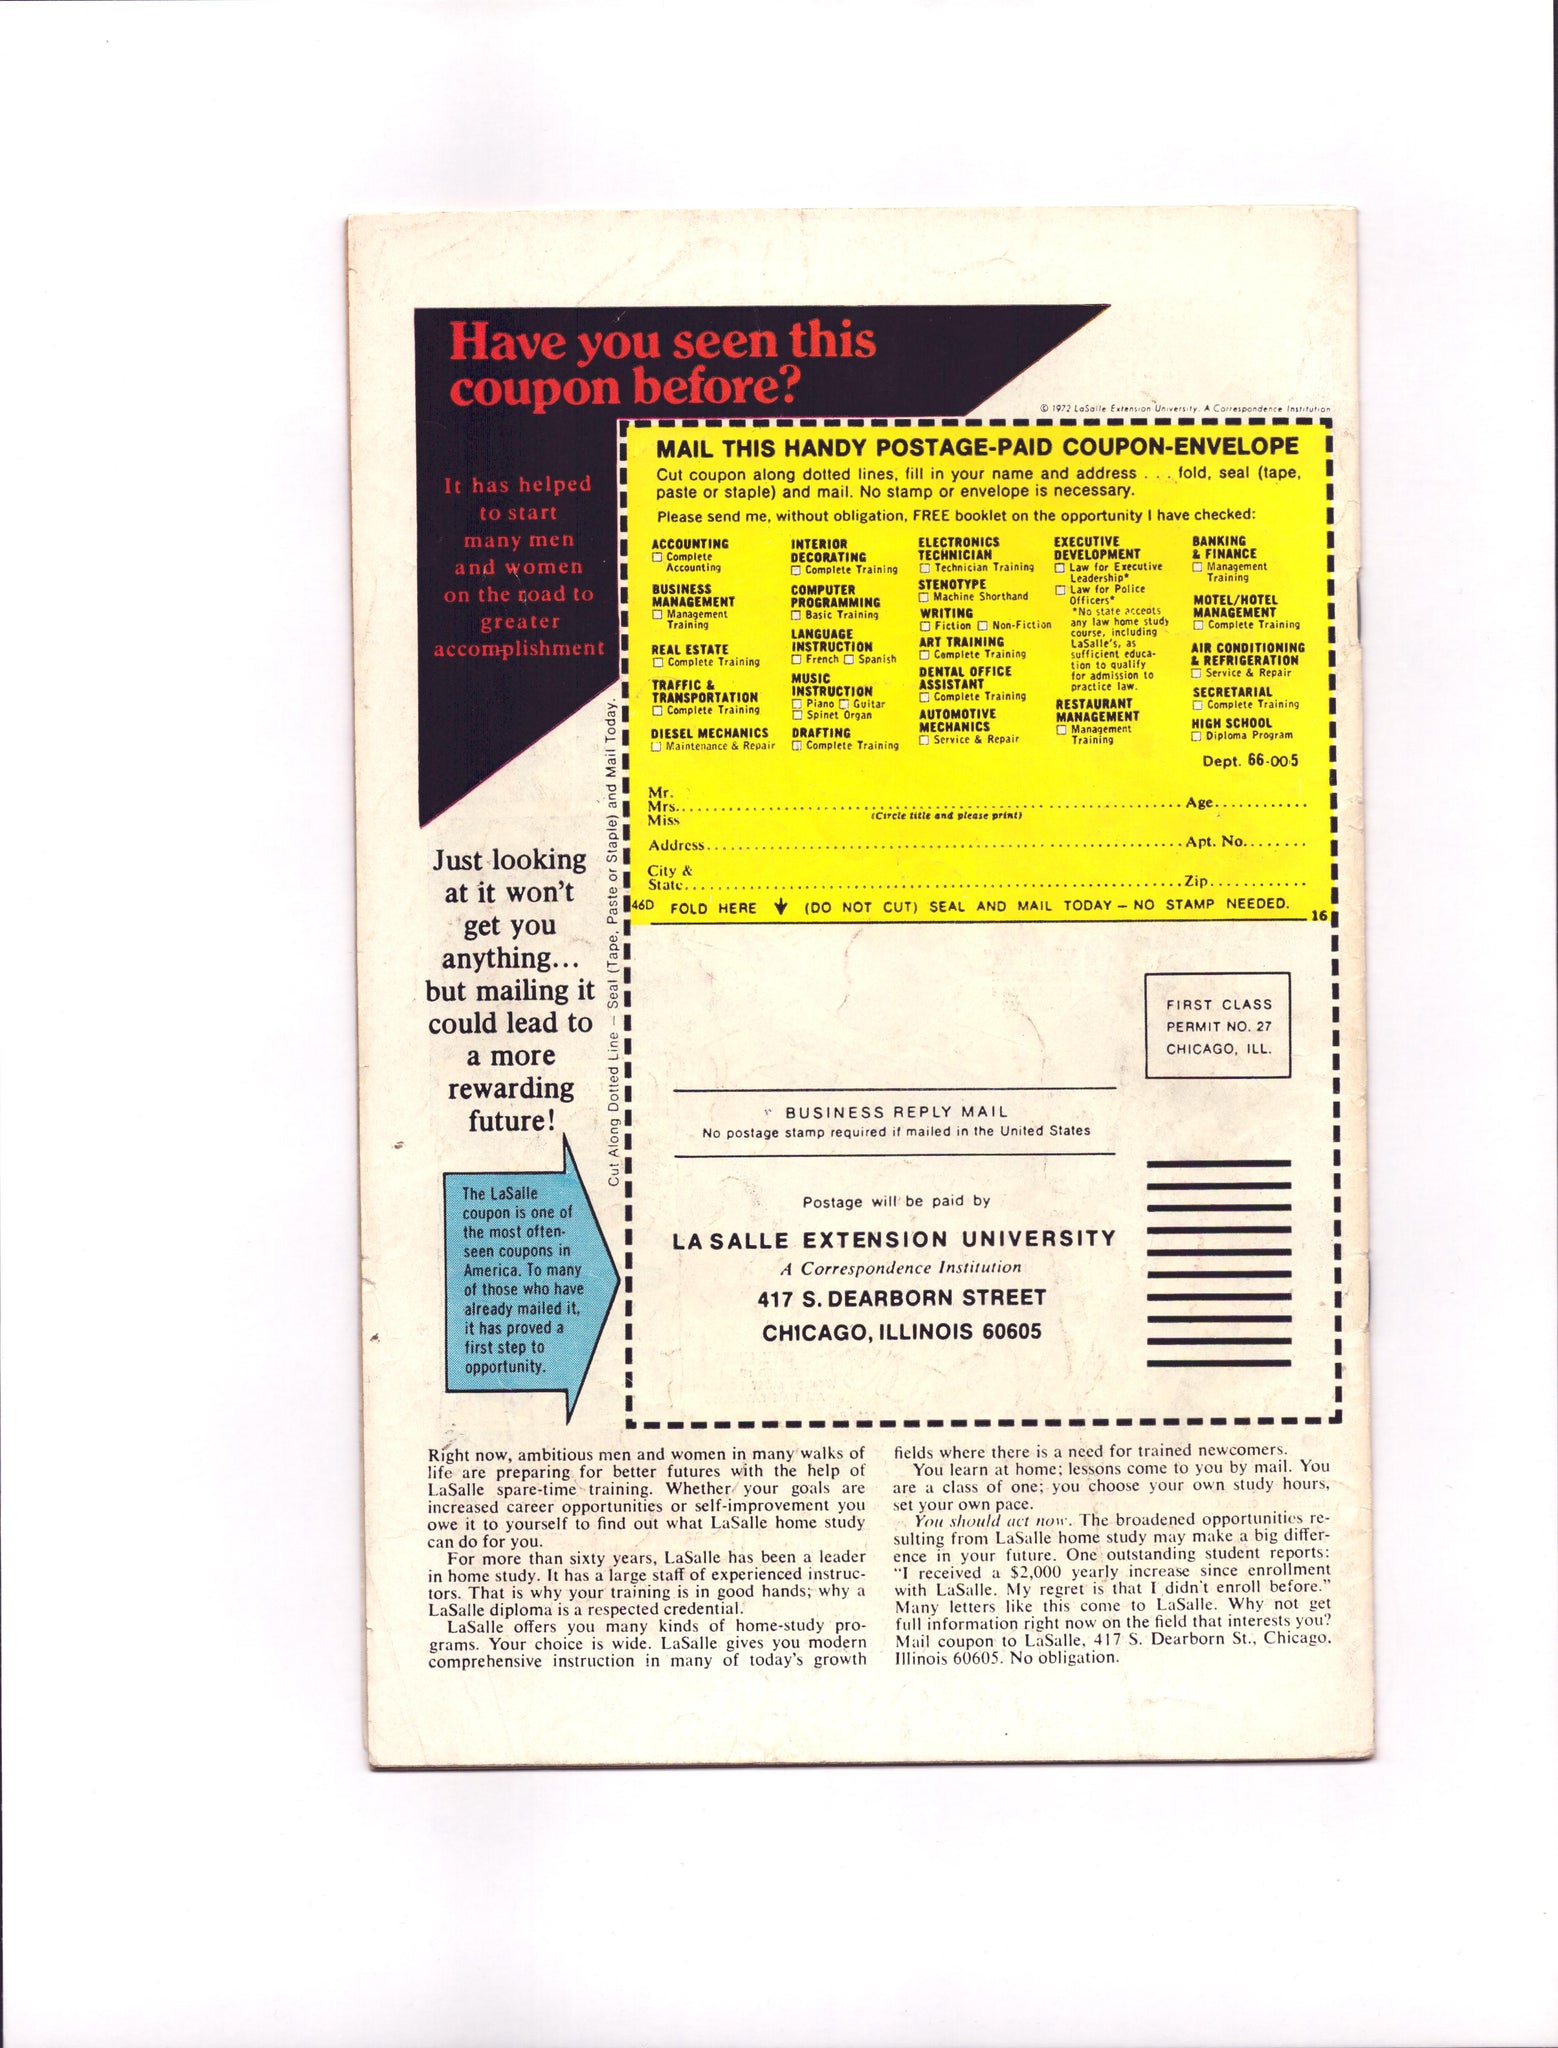 Have you seen this
coupon before?
© 1972 LaSalle Extension University. A Correspondence Institution
It has helped
to start
many men
and women
on the road to
greater
accomplishment
Just looking
at it won't
get you
anything...
but mailing it
could lead to
a more
rewarding
future!
The LaSalle
coupon is one of
the most often-
seen coupons in
America. To many
of those who have
already mailed it,
it has proved a
first step to
opportunity.
Cut Along Dotted Line – Seal (Tape, Paste or Staple) and Mail Today.
MAIL THIS HANDY POSTAGE-PAID COUPON-ENVELOPE
Cut coupon along dotted lines, fill in your name and address . . . fold, seal (tape,
paste or staple) and mail. No stamp or envelope is necessary.
Please send me, without obligation, FREE booklet on the opportunity I have checked:
ACCOUNTING
☐ Complete
Accounting
BUSINESS
MANAGEMENT
☐ Management
Training
REAL ESTATE
☐ Complete Training
TRAFFIC &
TRANSPORTATION
☐ Complete Training
DIESEL MECHANICS
☐ Maintenance & Repair
INTERIOR
DECORATING
☐ Complete Training
COMPUTER
PROGRAMMING
☐ Basic Training
LANGUAGE
INSTRUCTION
☐ French ☐ Spanish
MUSIC
INSTRUCTION
☐ Piano ☐ Guitar
☐ Spinet Organ
DRAFTING
☐ Complete Training
ELECTRONICS
TECHNICIAN
☐ Technician Training
STENOTYPE
☐ Machine Shorthand
WRITING
☐ Fiction ☐ Non-Fiction
ART TRAINING
☐ Complete Training
DENTAL OFFICE
ASSISTANT
☐ Complete Training
AUTOMOTIVE
MECHANICS
☐ Service & Repair
EXECUTIVE
DEVELOPMENT
☐ Law for Executive
Leadership*
☐ Law for Police
Officers*
*No state accepts
any law home study
course, including
LaSalle's, as
sufficient educa-
tion to qualify
for admission to
practice law.
RESTAURANT
MANAGEMENT
☐ Management
Training
BANKING
& FINANCE
☐ Management
Training
MOTEL/HOTEL
MANAGEMENT
☐ Complete Training
AIR CONDITIONING
& REFRIGERATION
☐ Service & Repair
SECRETARIAL
☐ Complete Training
HIGH SCHOOL
☐ Diploma Program
Dept. 66-005
Mr.
Mrs. Age
Miss (Circle title and please print)
Address Apt. No.
City &
State Zip
46D FOLD HERE ↓ (DO NOT CUT) SEAL AND MAIL TODAY – NO STAMP NEEDED.
16
FIRST CLASS
PERMIT NO. 27
CHICAGO, ILL.
BUSINESS REPLY MAIL
No postage stamp required if mailed in the United States
Postage will be paid by
LA SALLE EXTENSION UNIVERSITY
A Correspondence Institution
417 S. DEARBORN STREET
CHICAGO, ILLINOIS 60605
Right now, ambitious men and women in many walks of
life are preparing for better futures with the help of
LaSalle spare-time training. Whether your goals are
increased career opportunities or self-improvement you
owe it to yourself to find out what LaSalle home study
can do for you.
For more than sixty years, LaSalle has been a leader
in home study. It has a large staff of experienced instruc-
tors. That is why your training is in good hands; why a
LaSalle diploma is a respected credential.
LaSalle offers you many kinds of home-study pro-
grams. Your choice is wide. LaSalle gives you modern
comprehensive instruction in many of today's growth
fields where there is a need for trained newcomers.
You learn at home; lessons come to you by mail. You
are a class of one; you choose your own study hours,
set your own pace.
You should act now. The broadened opportunities re-
sulting from LaSalle home study may make a big differ-
ence in your future. One outstanding student reports:
"I received a $2,000 yearly increase since enrollment
with LaSalle. My regret is that I didn't enroll before."
Many letters like this come to LaSalle. Why not get
full information right now on the field that interests you?
Mail coupon to LaSalle, 417 S. Dearborn St., Chicago,
Illinois 60605. No obligation.